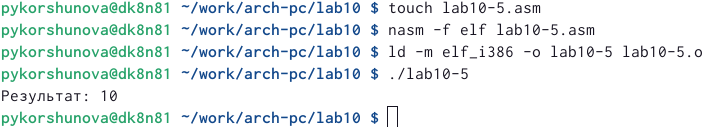 pykorshunova@dk8n81 ~/work/arch-pc/lab10 $ touch lab10-5.asm
pykorshunova@dk8n81 ~/work/arch-pc/lab10 $ nasm -f elf lab10-5.asm
pykorshunova@dk8n81 ~/work/arch-pc/lab10 $ ld -m elf_i386 -o lab10-5 lab10-5.o
pykorshunova@dk8n81 ~/work/arch-pc/lab10 $ ./lab10-5
Результат: 10
pykorshunova@dk8n81 ~/work/arch-pc/lab10 $